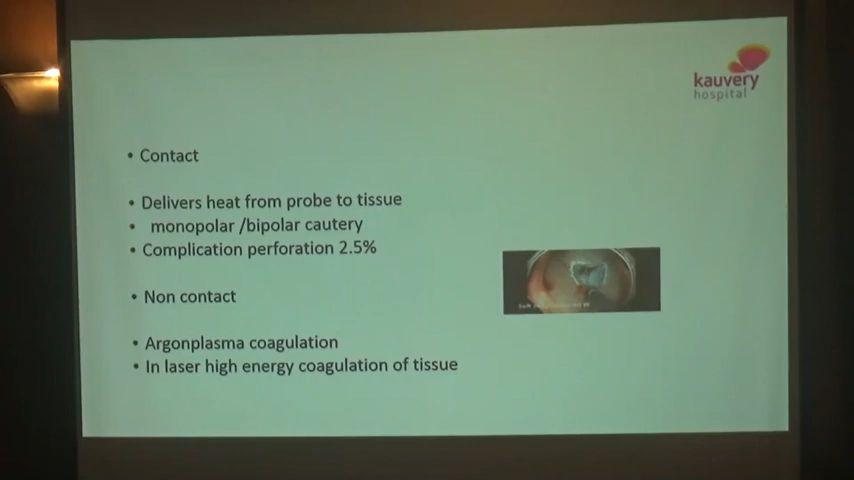 kauvery
hospital
• Contact
• Delivers heat from probe to tissue
• monopolar /bipolar cautery
• Complication perforation 2.5%
• Non contact
• Argonplasma coagulation
• In laser high energy coagulation of tissue